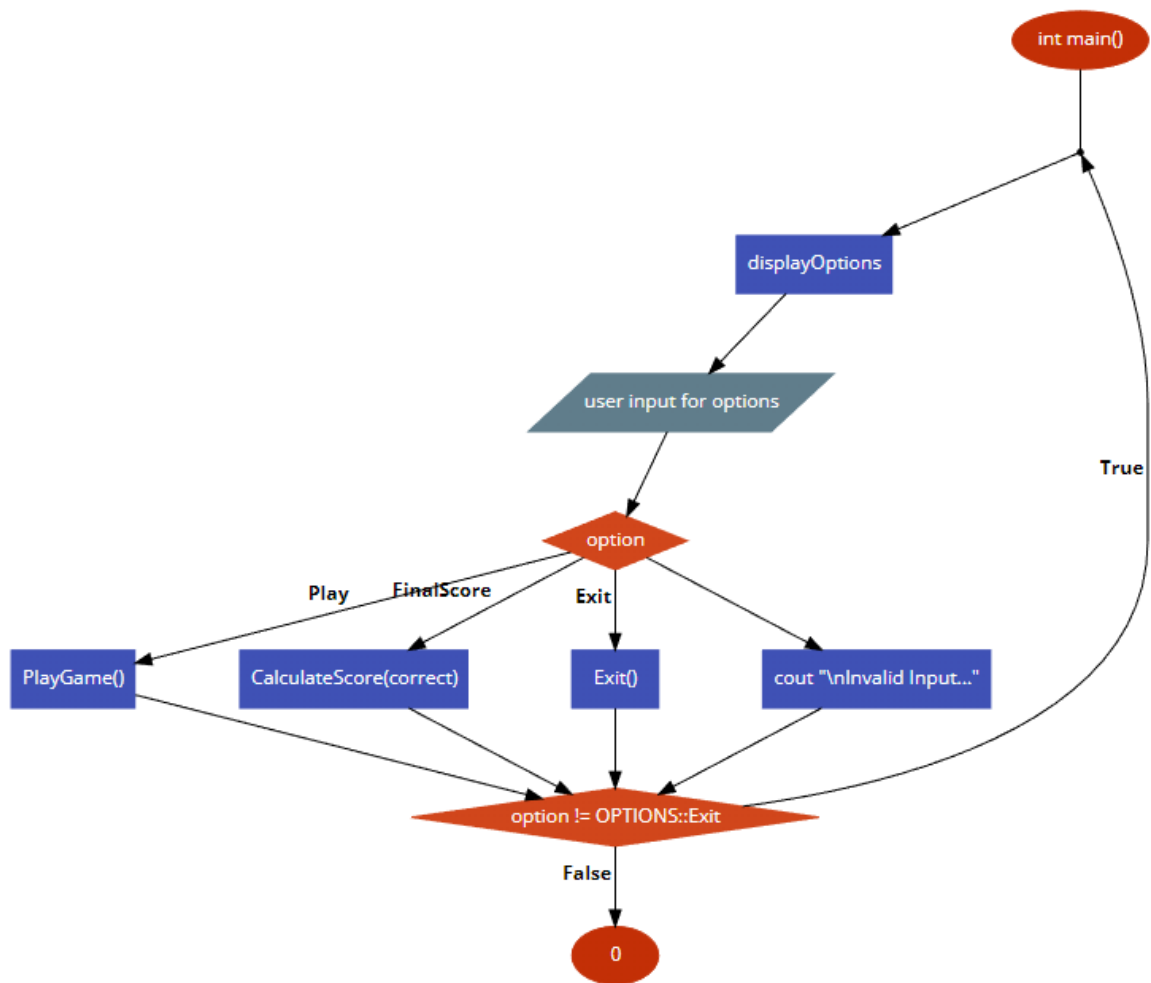 int main()
displayOptions
user input for options
True
option
Play
FinalScore
Exit
PlayGame()
CalculateScore(correct)
Exit()
cout "\nInvalid Input..."
option != OPTIONS::Exit
False
0